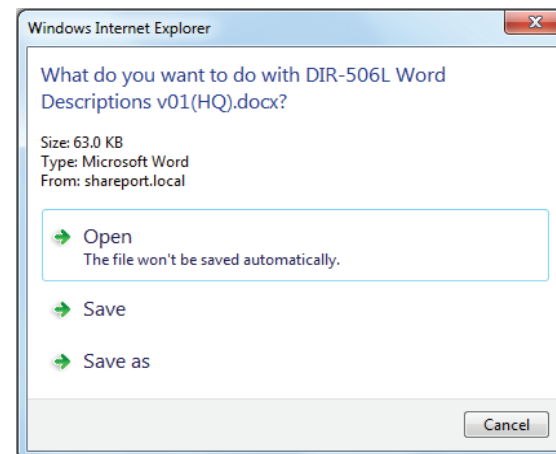 Windows Internet Explorer
What do you want to do with DIR-506L Word
Descriptions v01(HQ).docx?
Size: 63.0 KB
Type: Microsoft Word
From: shareport.local
Open
The file won't be saved automatically.
Save
Save as
Cancel